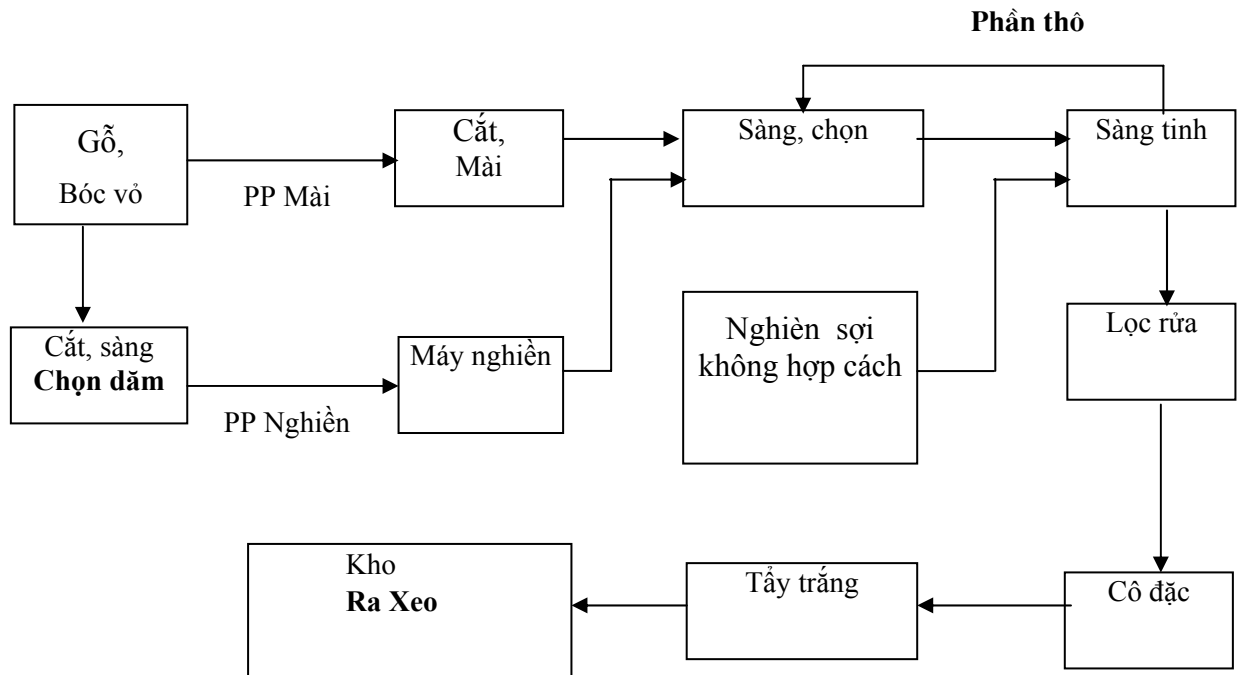 Phần thô
Gỗ,
Bóc vỏ
PP Mài
Cắt,
Mài
Sàng, chọn
Sàng tinh
Cắt, sàng
Chọn dăm
PP Nghiền
Máy nghiền
Nghièn sợi
không hợp cách
Lọc rửa
Kho
Ra Xeo
Tẩy trắng
Cô đặc